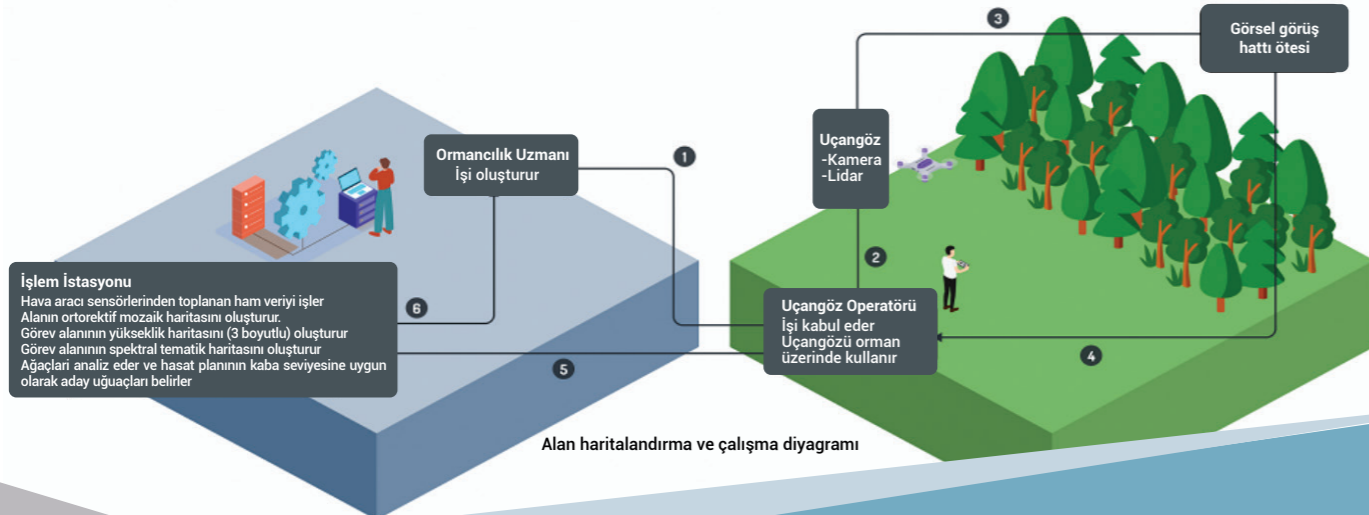 3
Görsel görüş
hattı ötesi
Uçangöz
-Kamera
-Lidar
Ormancılık Uzmanı
İşi oluşturur
1
2
İşlem İstasyonu
Hava aracı sensörlerinden toplanan ham veriyi işler
Alanın ortorektif mozaik haritasını oluşturur.
Görev alanının yükseklik haritasını (3 boyutlu) oluşturur
Görev alanının spektral tematik haritasını oluşturur
Ağaçlari analiz eder ve hasat planının kaba seviyesine uygun
olarak aday uğuaçları belirler
6
Uçangöz Operatörü
İşi kabul eder
Uçangözü orman
üzerinde kullanır
4
5
Alan haritalandırma ve çalışma diyagramı